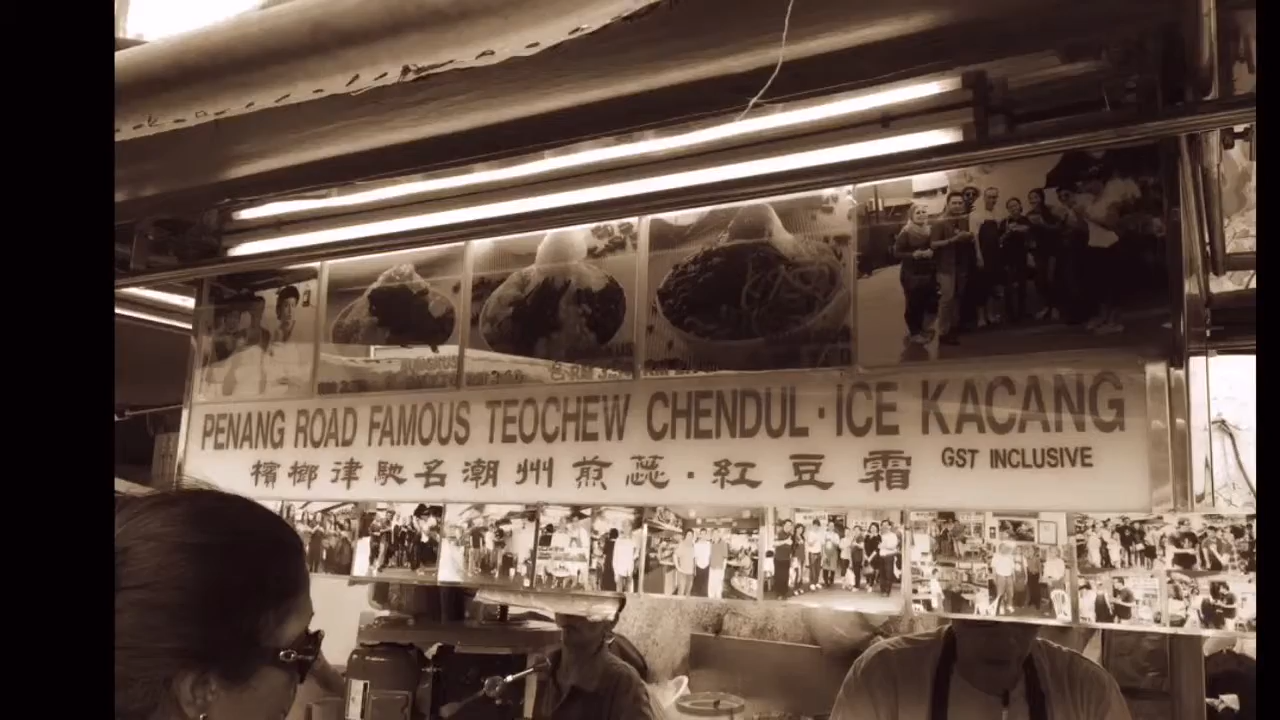 PENANG ROAD FAMOUS TEOCHEW CHENDUL · ICE KACANG
檳榔律馳名潮州煎蕊·紅豆霜 GST INCLUSIVE